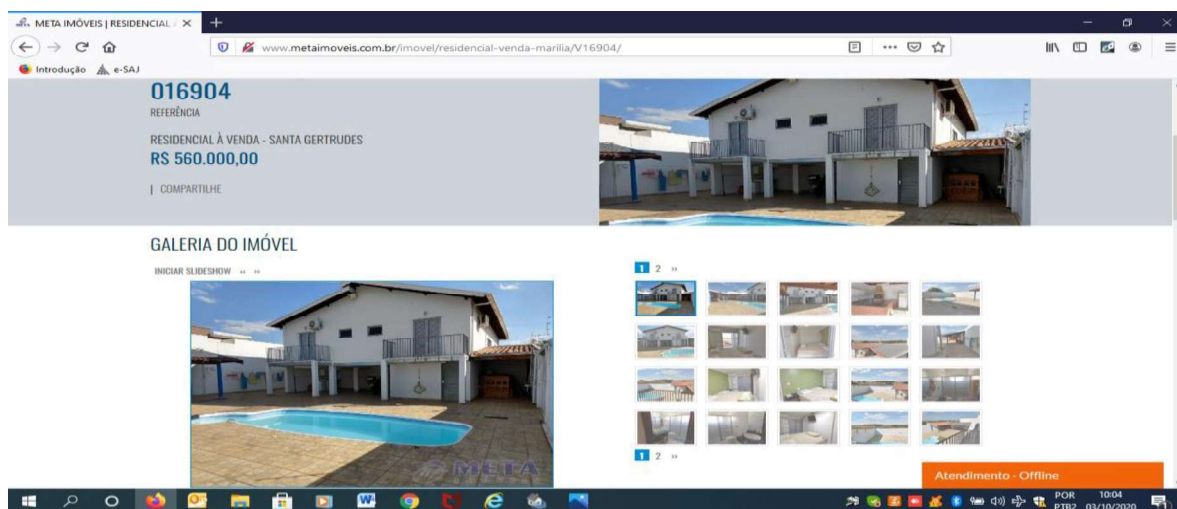 META IMÓVEIS | RESIDENCIAL
www.metaimoveis.com.br/imovel/residencial-venda-marilia/V16904/
Introdução e-SAJ
016904
REFERÊNCIA
RESIDENCIAL À VENDA - SANTA GERTRUDES
R$ 560.000,00
| COMPARTILHE
GALERIA DO IMÓVEL
INICIAR SLIDESHOW ‹‹ ››
1 2 ››
META
1 2 ››
Atendimento - Offline
POR 10:04
PTB2 03/10/2020